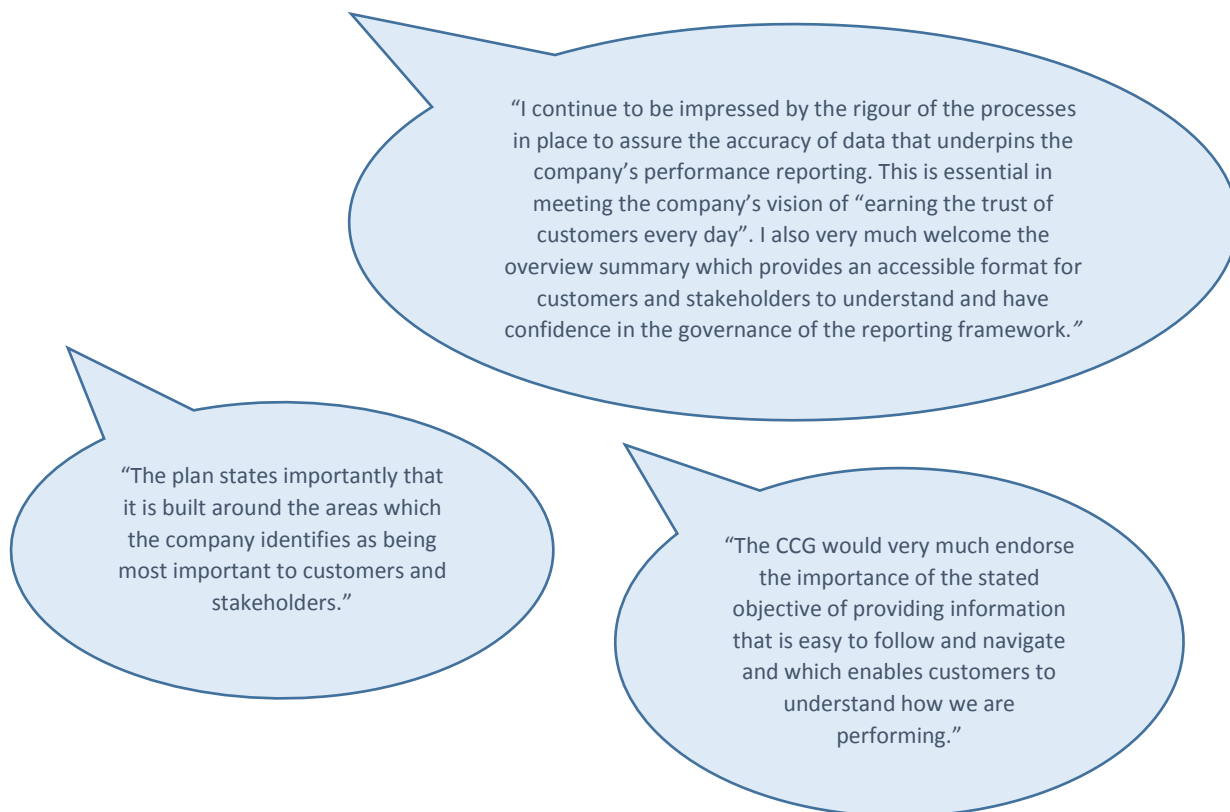 “I continue to be impressed by the rigour of the processes
in place to assure the accuracy of data that underpins the
company’s performance reporting. This is essential in
meeting the company’s vision of “earning the trust of
customers every day”. I also very much welcome the
overview summary which provides an accessible format for
customers and stakeholders to understand and have
confidence in the governance of the reporting framework.”
“The plan states importantly that
it is built around the areas which
the company identifies as being
most important to customers and
stakeholders.”
“The CCG would very much endorse
the importance of the stated
objective of providing information
that is easy to follow and navigate
and which enables customers to
understand how we are
performing.”